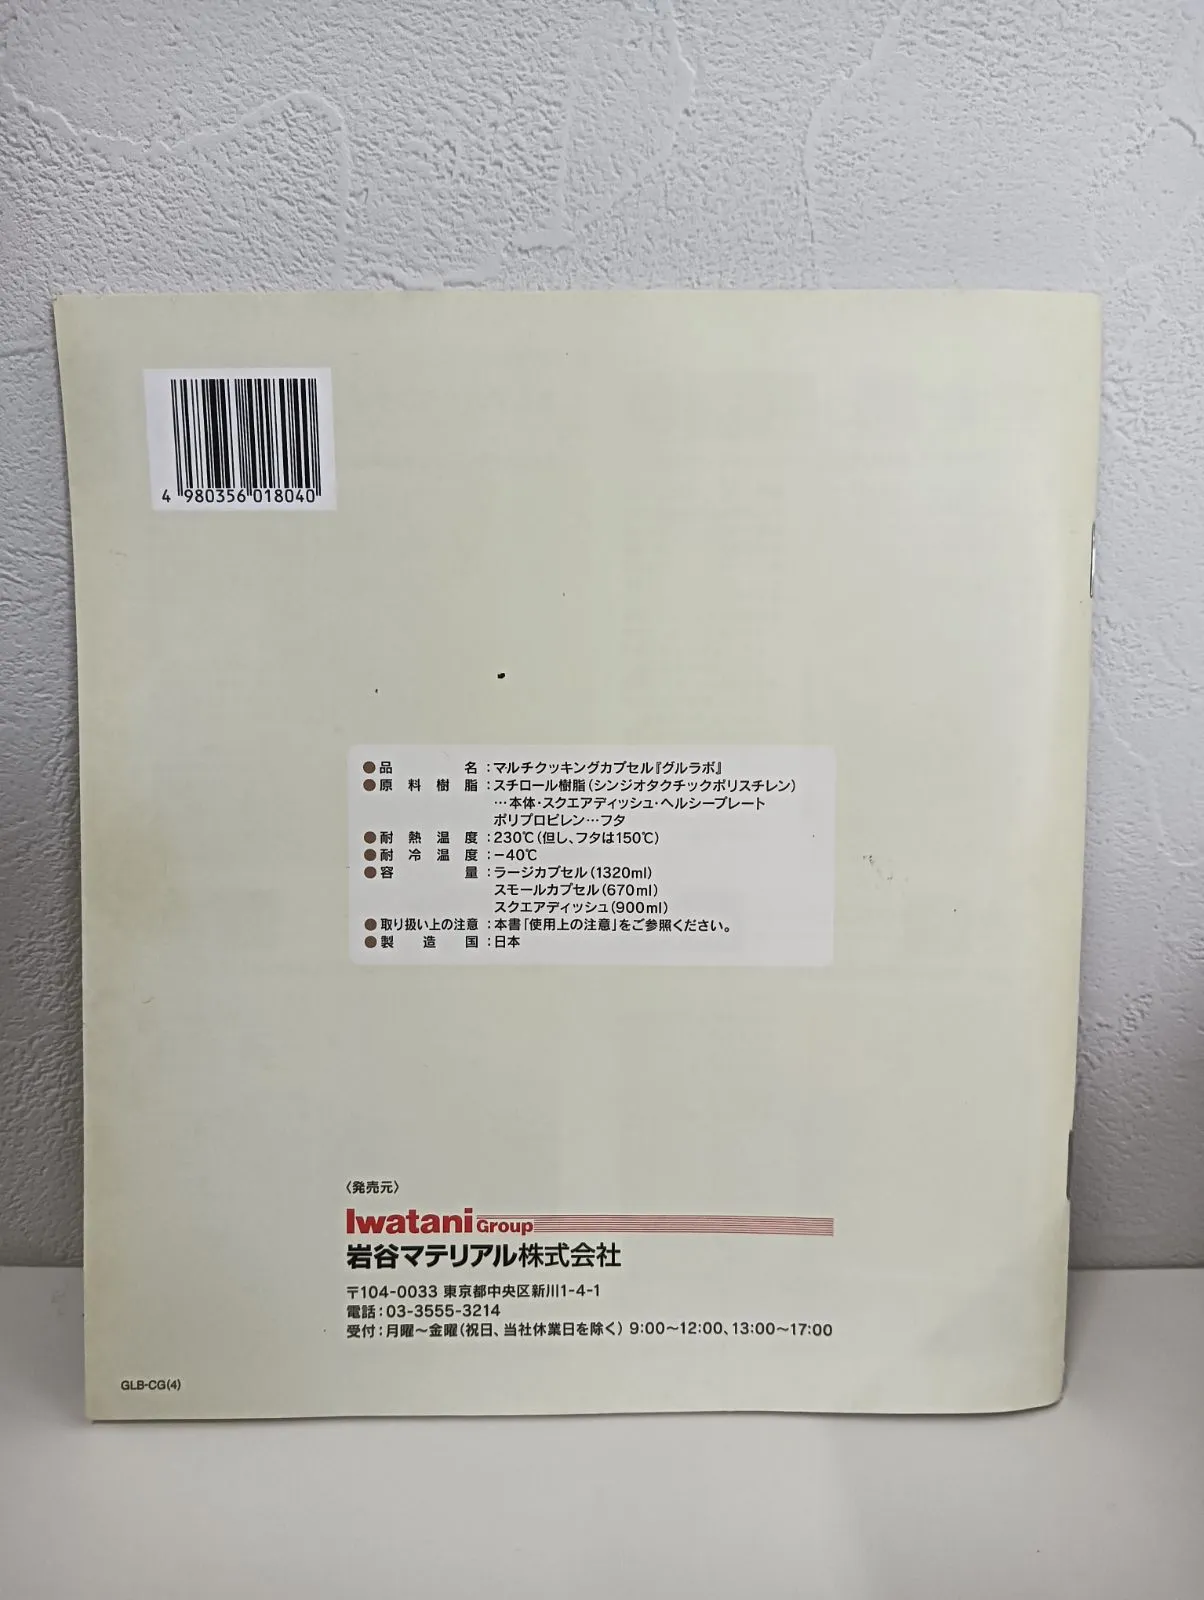 4 980356 018040
●品名：マルチクッキングカプセル『グルラボ』
●原料樹脂：スチロール樹脂（シンジオタクチックポリスチレン）
…本体・スクエアディッシュ・ヘルシープレート
ポリプロピレン…フタ
●耐熱温度：230℃（但し、フタは150℃）
●耐冷温度：−40℃
●容量：ラージカプセル（1320ml）
スモールカプセル（670ml）
スクエアディッシュ（900ml）
●取り扱い上の注意：本書「使用上の注意」をご参照ください。
●製造国：日本
〈発売元〉
Iwatani Group
岩谷マテリアル株式会社
〒104-0033 東京都中央区新川1-4-1
電話：03-3555-3214
受付：月曜〜金曜（祝日、当社休業日を除く）9:00〜12:00、13:00〜17:00
GLB-CG(4)